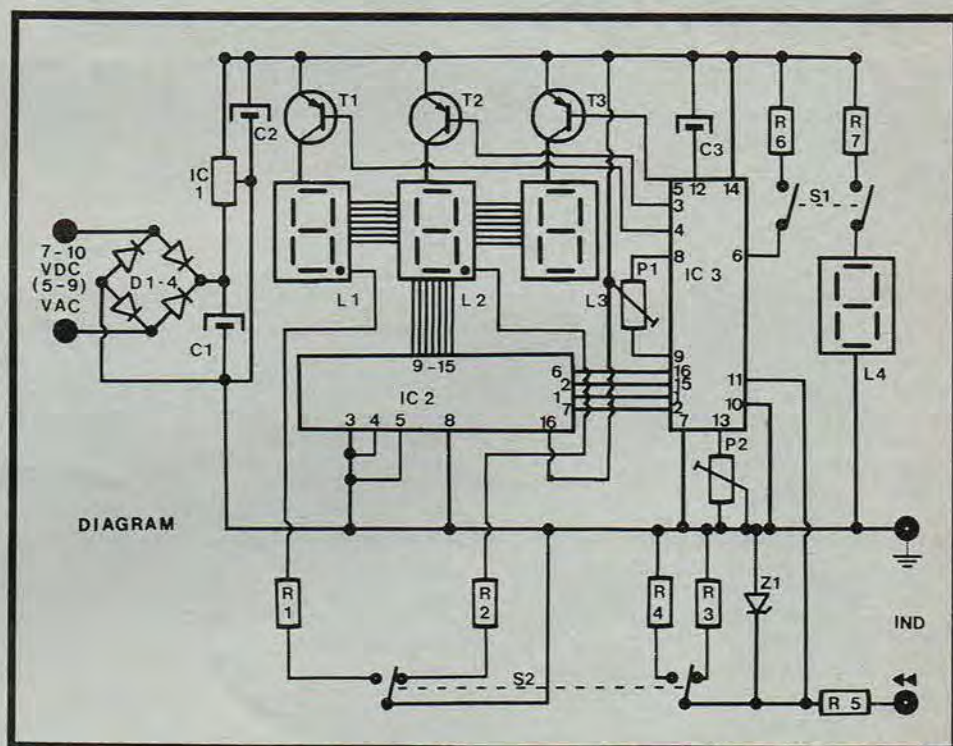 T1
T2
T3
C2
C3
R
6
R
7
IC
1
S1
5 12 14
3
4
8
6
P1
IC 3
7-10
VDC
(5-9)
VAC
D1-4
L1
L2
L3
C1
L4
9 -15
9
6
2
1
7
16
15
1
2
11
10
IC 2
3 4 5 8 16
7 13
P2
DIAGRAM
R
1
R
2
R
4
R
3
Z1
IND
S2
R 5